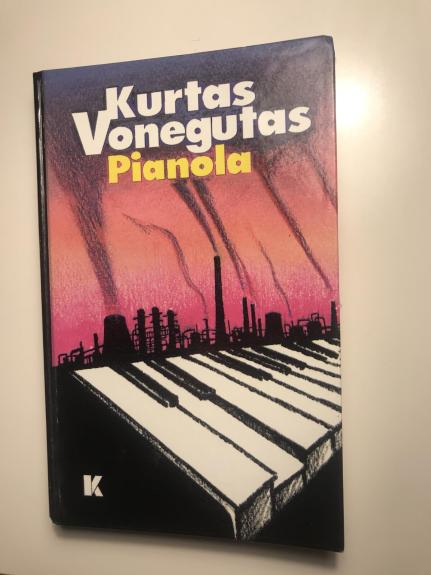 Kurtas
Vonegutas
Pianola
K